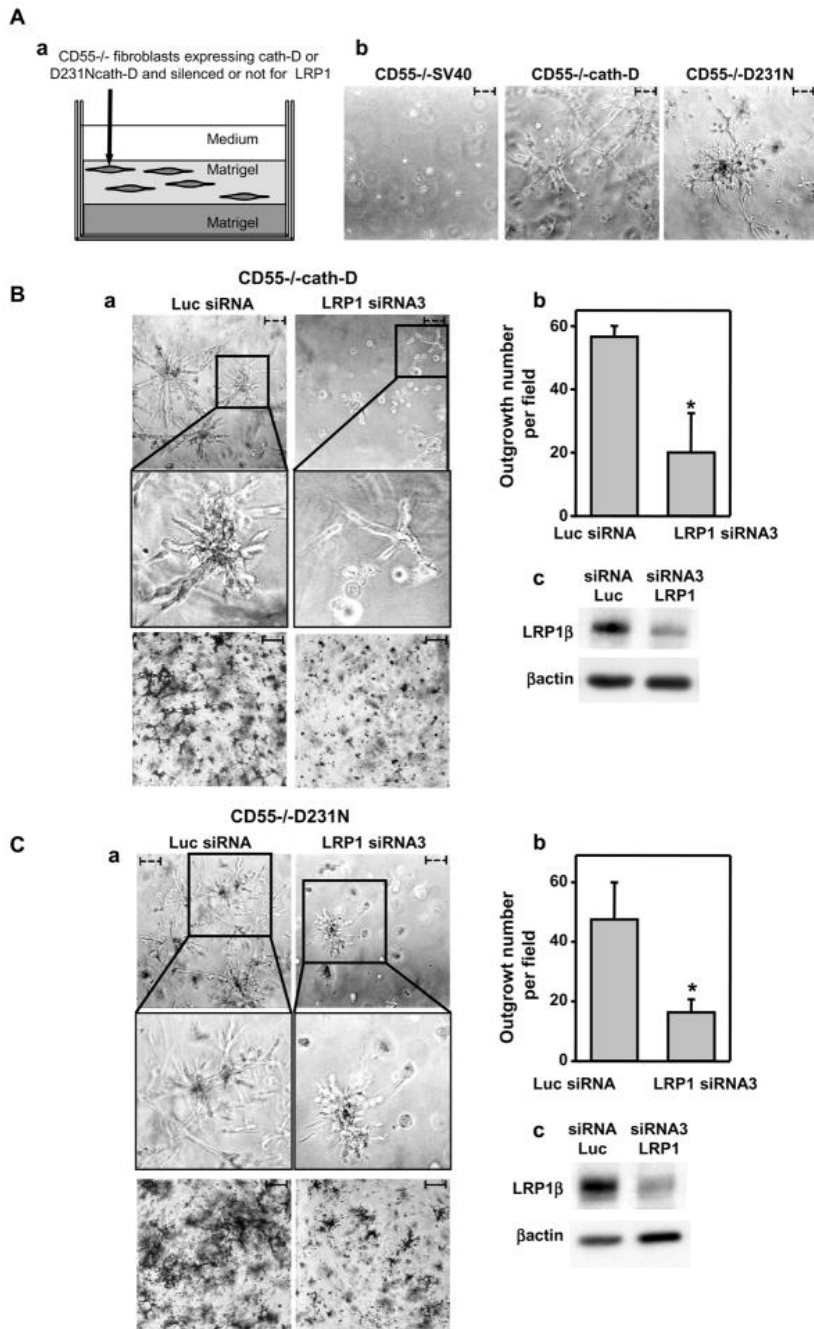 A
a
CD55-/- fibroblasts expressing cath-D or
D231Ncath-D and silenced or not for LRP1
Medium
Matrigel
Matrigel
b
CD55-/-SV40 CD55-/-cath-D CD55-/-D231N
B
CD55-/-cath-D
a
Luc siRNA LRP1 siRNA3
b
Outgrowth number
per field
60
40
20
0
Luc siRNA LRP1 siRNA3
*
c
siRNA siRNA3
Luc LRP1
LRP1β
βactin
C
CD55-/-D231N
a
Luc siRNA LRP1 siRNA3
b
Outgrowt number
per field
60
40
20
0
Luc siRNA LRP1 siRNA3
*
c
siRNA siRNA3
Luc LRP1
LRP1β
βactin